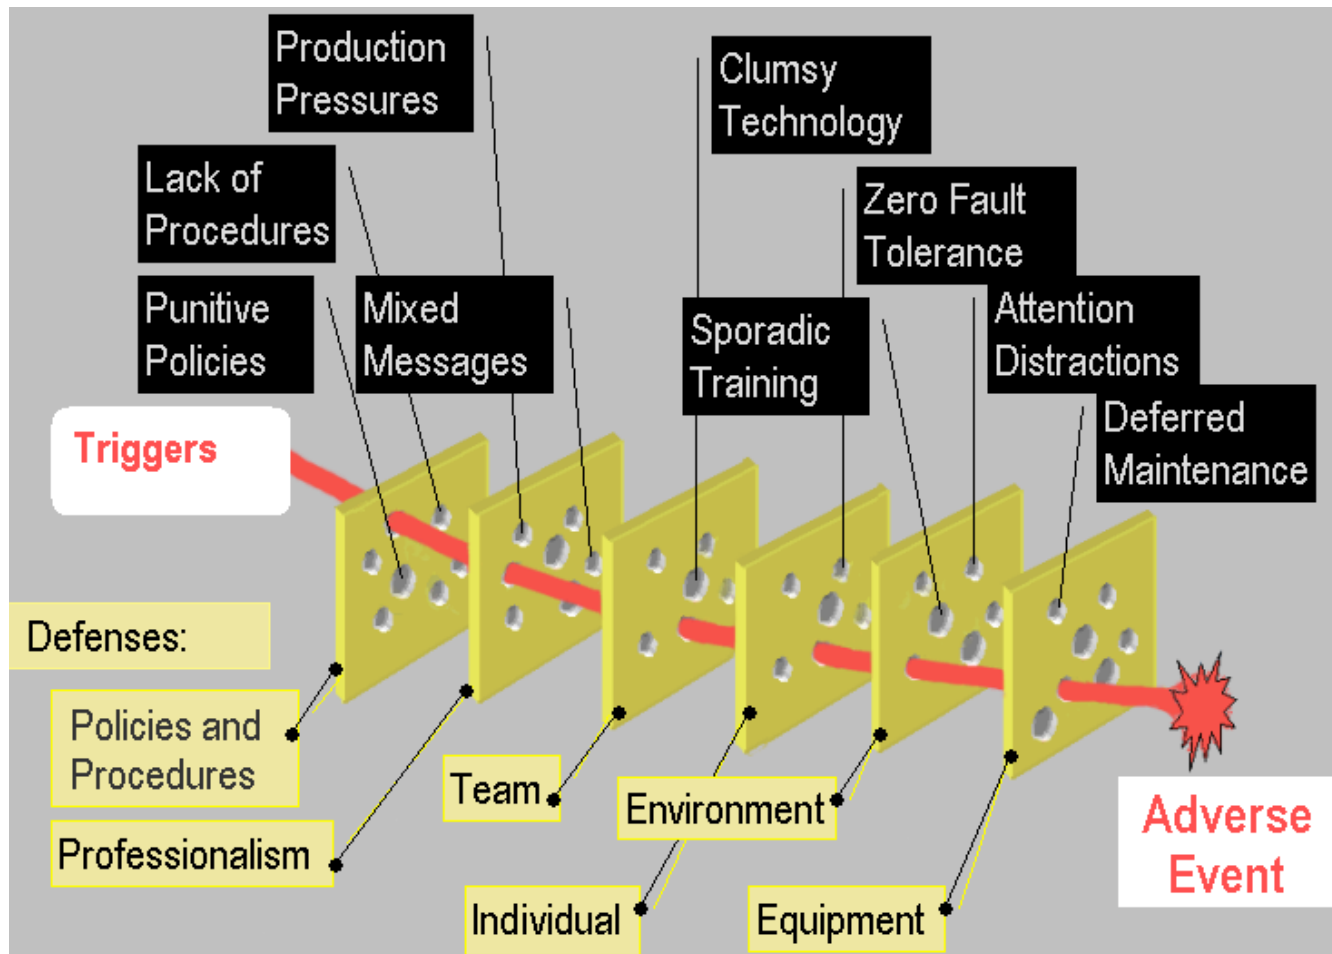 Production
Pressures
Clumsy
Technology
Lack of
Procedures
Zero Fault
Tolerance
Punitive
Policies
Mixed
Messages
Sporadic
Training
Attention
Distractions
Deferred
Maintenance
Triggers
Defenses:
Policies and
Procedures
Team
Environment
Professionalism
Individual
Equipment
Adverse
Event